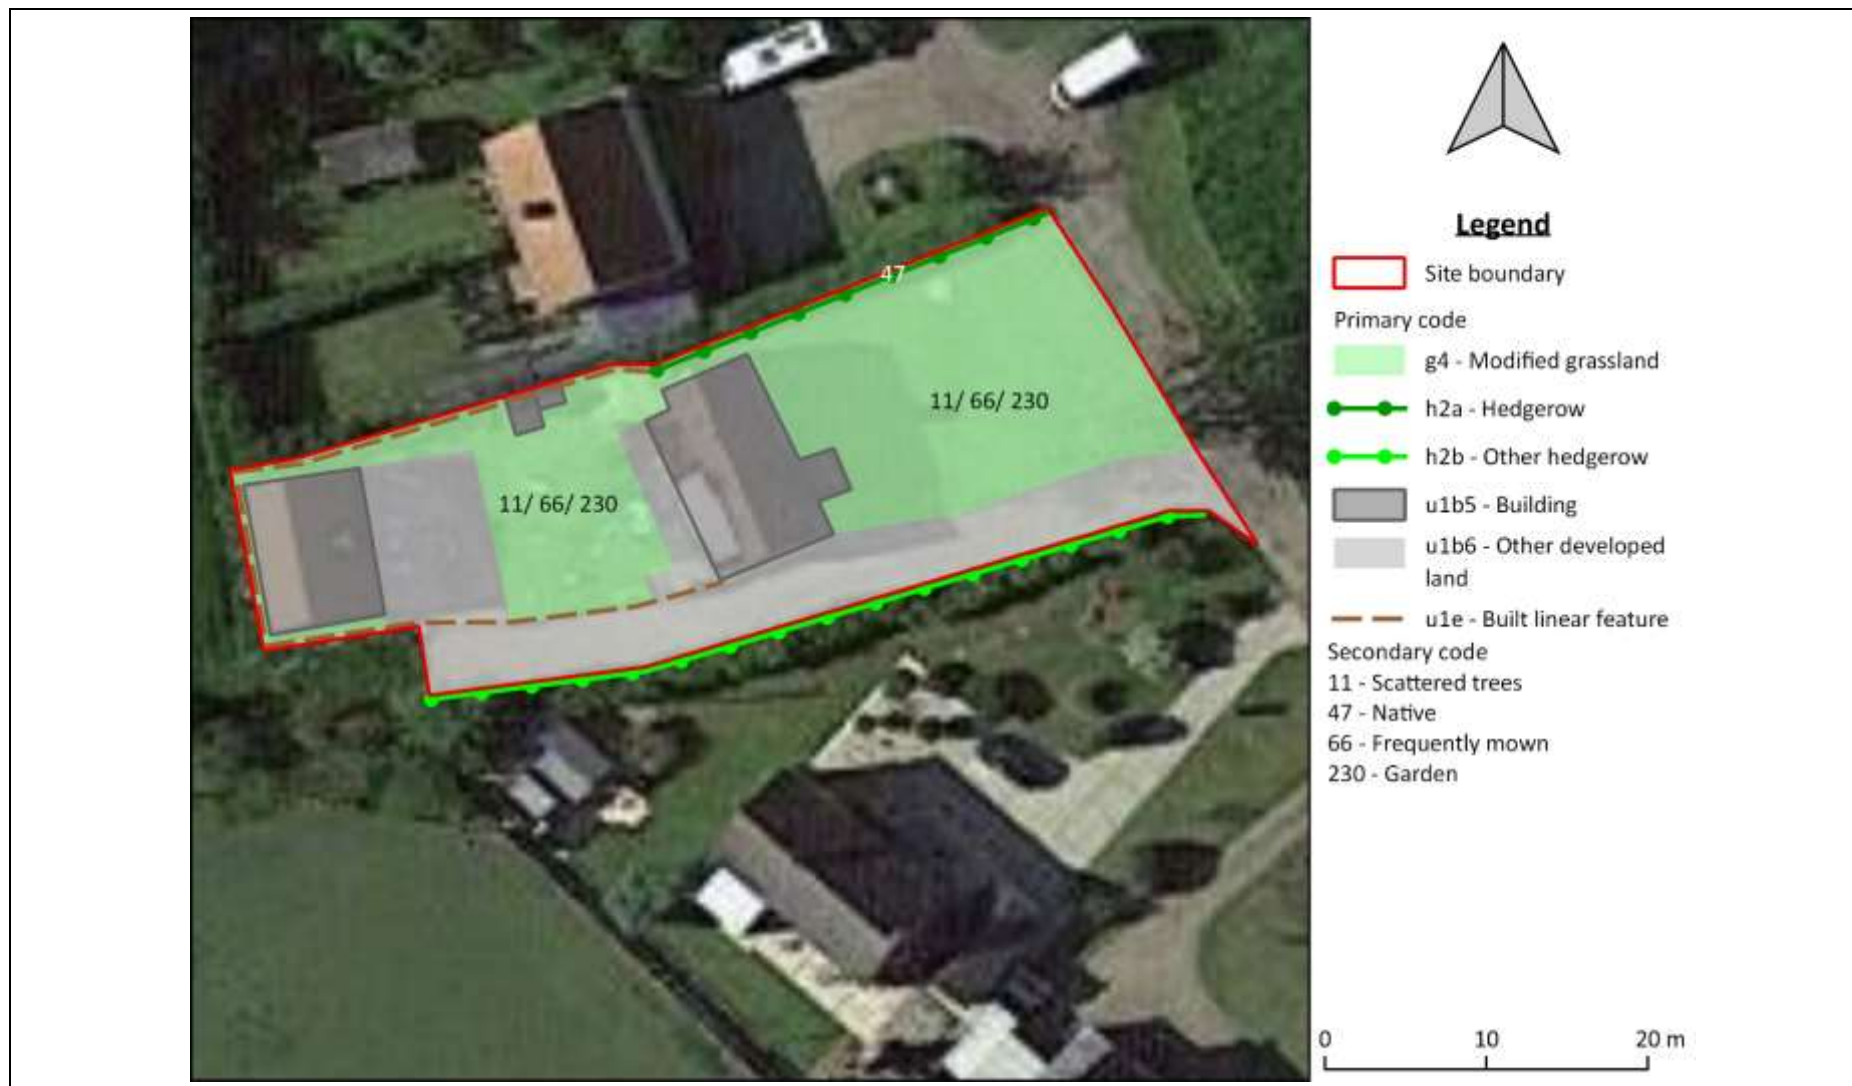 47
11/ 66/ 230
11/ 66/ 230
Legend
Site boundary
Primary code
g4 - Modified grassland
h2a - Hedgerow
h2b - Other hedgerow
u1b5 - Building
u1b6 - Other developed
land
u1e - Built linear feature
Secondary code
11 - Scattered trees
47 - Native
66 - Frequently mown
230 - Garden
0 10 20 m